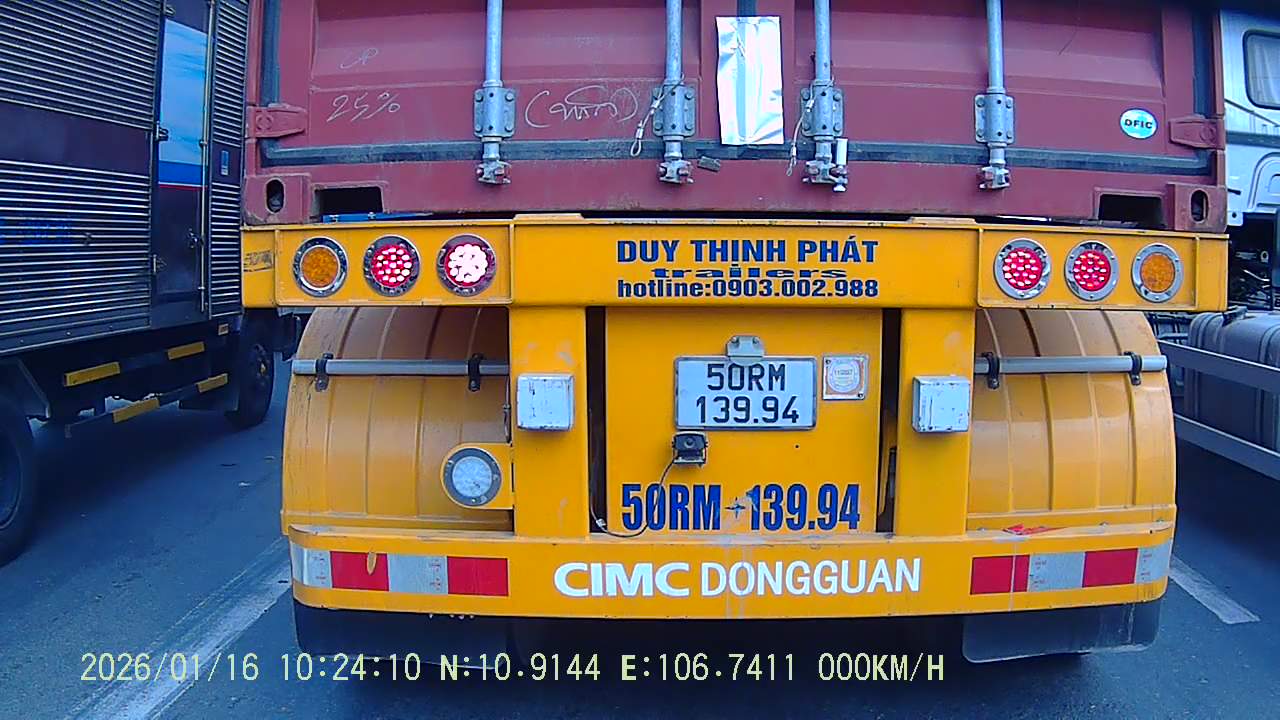 25%
DFIC
DUY THỊNH PHÁT
trailers
hotline:0903.002.988
50RM
139.94
50RM 139.94
CIMC DONGGUAN
2026/01/16 10:24:10 N:10.9144 E:106.7411 000KM/H